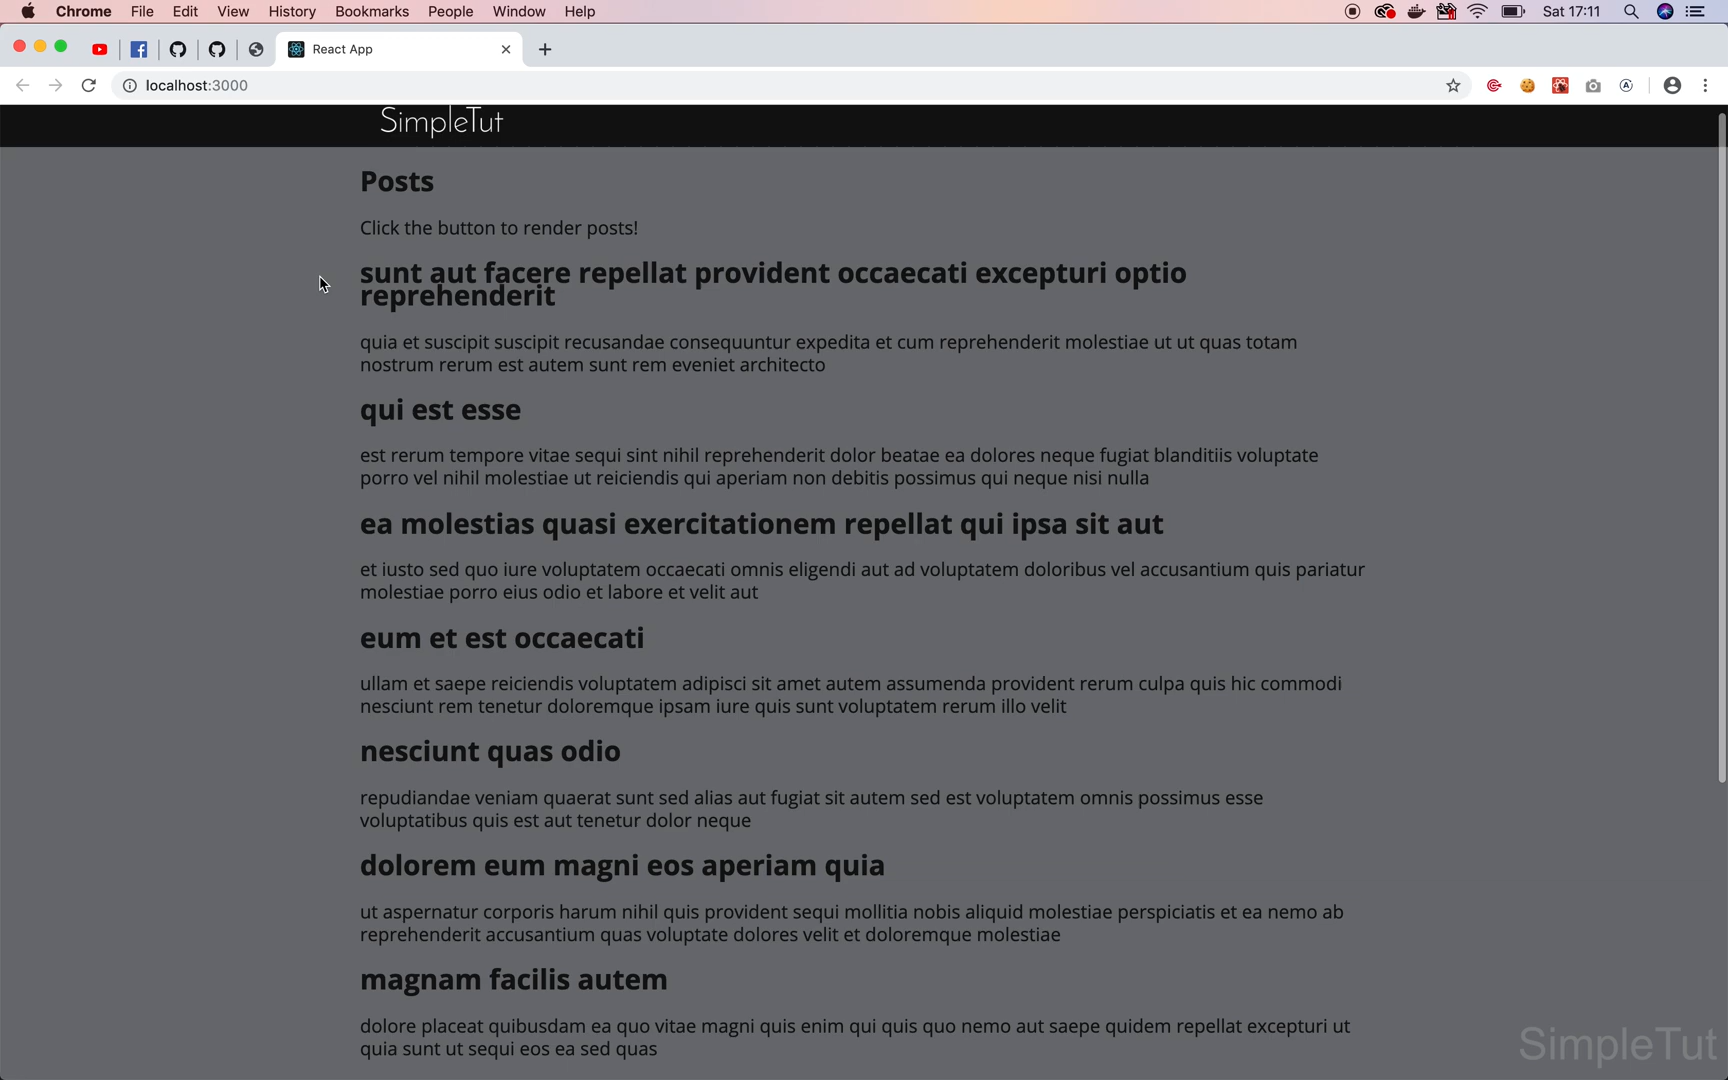 Chrome File Edit View History Bookmarks People Window Help Sat 17:11
React App
localhost:3000
SimpleTut
Posts
Click the button to render posts!
sunt aut facere repellat provident occaecati excepturi optio
reprehenderit
quia et suscipit suscipit recusandae consequuntur expedita et cum reprehenderit molestiae ut ut quas totam
nostrum rerum est autem sunt rem eveniet architecto
qui est esse
est rerum tempore vitae sequi sint nihil reprehenderit dolor beatae ea dolores neque fugiat blanditiis voluptate
porro vel nihil molestiae ut reiciendis qui aperiam non debitis possimus qui neque nisi nulla
ea molestias quasi exercitationem repellat qui ipsa sit aut
et iusto sed quo iure voluptatem occaecati omnis eligendi aut ad voluptatem doloribus vel accusantium quis pariatur
molestiae porro eius odio et labore et velit aut
eum et est occaecati
ullam et saepe reiciendis voluptatem adipisci sit amet autem assumenda provident rerum culpa quis hic commodi
nesciunt rem tenetur doloremque ipsam iure quis sunt voluptatem rerum illo velit
nesciunt quas odio
repudiandae veniam quaerat sunt sed alias aut fugiat sit autem sed est voluptatem omnis possimus esse
voluptatibus quis est aut tenetur dolor neque
dolorem eum magni eos aperiam quia
ut aspernatur corporis harum nihil quis provident sequi mollitia nobis aliquid molestiae perspiciatis et ea nemo ab
reprehenderit accusantium quas voluptate dolores velit et doloremque molestiae
magnam facilis autem
dolore placeat quibusdam ea quo vitae magni quis enim qui quis quo nemo aut saepe quidem repellat excepturi ut
quia sunt ut sequi eos ea sed quas
SimpleTut